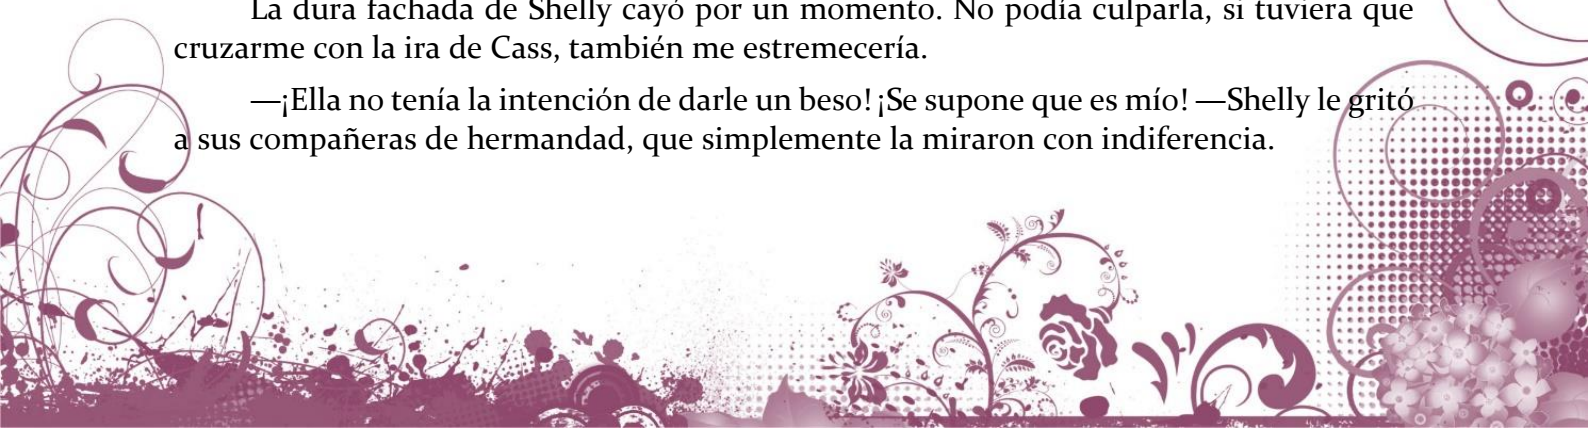 La dura fachada de Shelly cayó por un momento. No podía culparla, si tuviera que
cruzarme con la ira de Cass, también me estremecería.
—¡Ella no tenía la intención de darle un beso! ¡Se supone que es mío! —Shelly le gritó
a sus compañeras de hermandad, que simplemente la miraron con indiferencia.